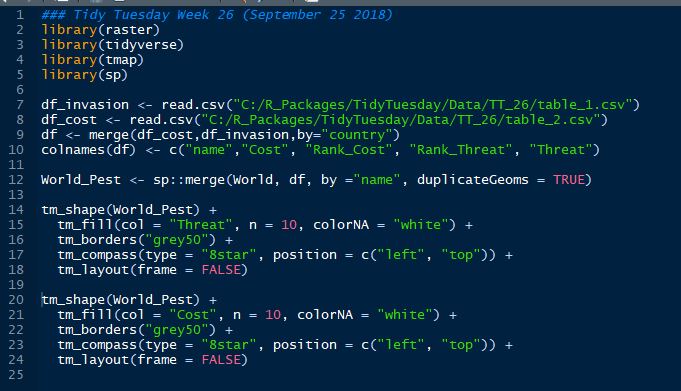 1 ### Tidy Tuesday Week 26 (September 25 2018)
2 library(raster)
3 library(tidyverse)
4 library(tmap)
5 library(sp)
6
7 df_invasion <- read.csv("C:/R_Packages/TidyTuesday/Data/TT_26/table_1.csv")
8 df_cost <- read.csv("C:/R_Packages/TidyTuesday/Data/TT_26/table_2.csv")
9 df <- merge(df_cost,df_invasion,by="country")
10 colnames(df) <- c("name","Cost", "Rank_Cost", "Rank_Threat", "Threat")
11
12 World_Pest <- sp::merge(World, df, by ="name", duplicateGeoms = TRUE)
13
14 tm_shape(World_Pest) +
15   tm_fill(col = "Threat", n = 10, colorNA = "white") +
16   tm_borders("grey50") +
17   tm_compass(type = "8star", position = c("left", "top")) +
18   tm_layout(frame = FALSE)
19
20 tm_shape(World_Pest) +
21   tm_fill(col = "Cost", n = 10, colorNA = "white") +
22   tm_borders("grey50") +
23   tm_compass(type = "8star", position = c("left", "top")) +
24   tm_layout(frame = FALSE)
25